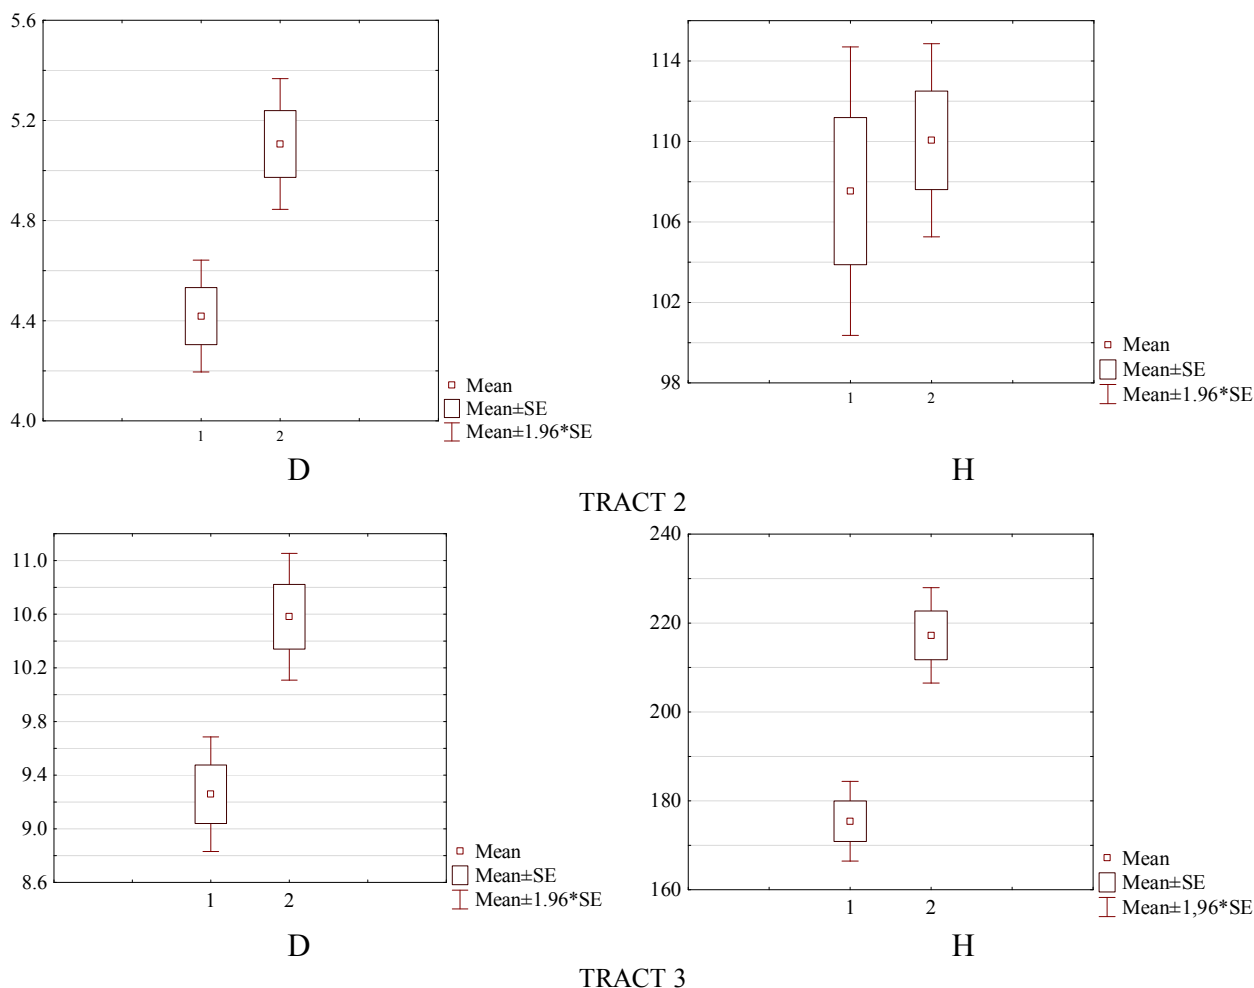 5.6
5.2
4.8
4.4
4.0
1 2
Mean
Mean±SE
Mean±1.96*SE
D
114
110
106
102
98
1 2
Mean
Mean±SE
Mean±1.96*SE
H
TRACT 2
11.0
10.6
10.2
9.8
9.4
9.0
8.6
1 2
Mean
Mean±SE
Mean±1.96*SE
D
240
220
200
180
160
1 2
Mean
Mean±SE
Mean±1,96*SE
H
TRACT 3